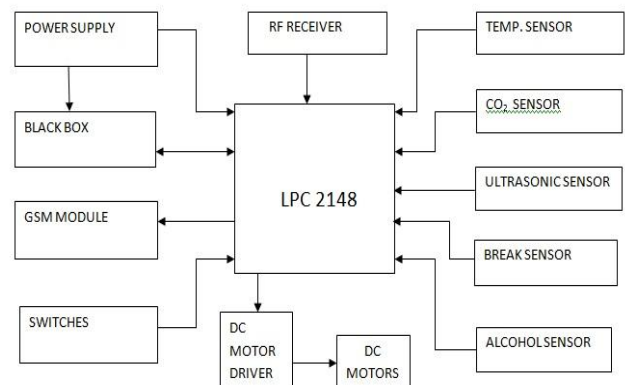 POWER SUPPLY
RF RECEIVER
TEMP. SENSOR
BLACK BOX
CO₂ SENSOR
LPC 2148
ULTRASONIC SENSOR
GSM MODULE
BREAK SENSOR
SWITCHES
DC
MOTOR
DRIVER
DC
MOTORS
ALCOHOL SENSOR